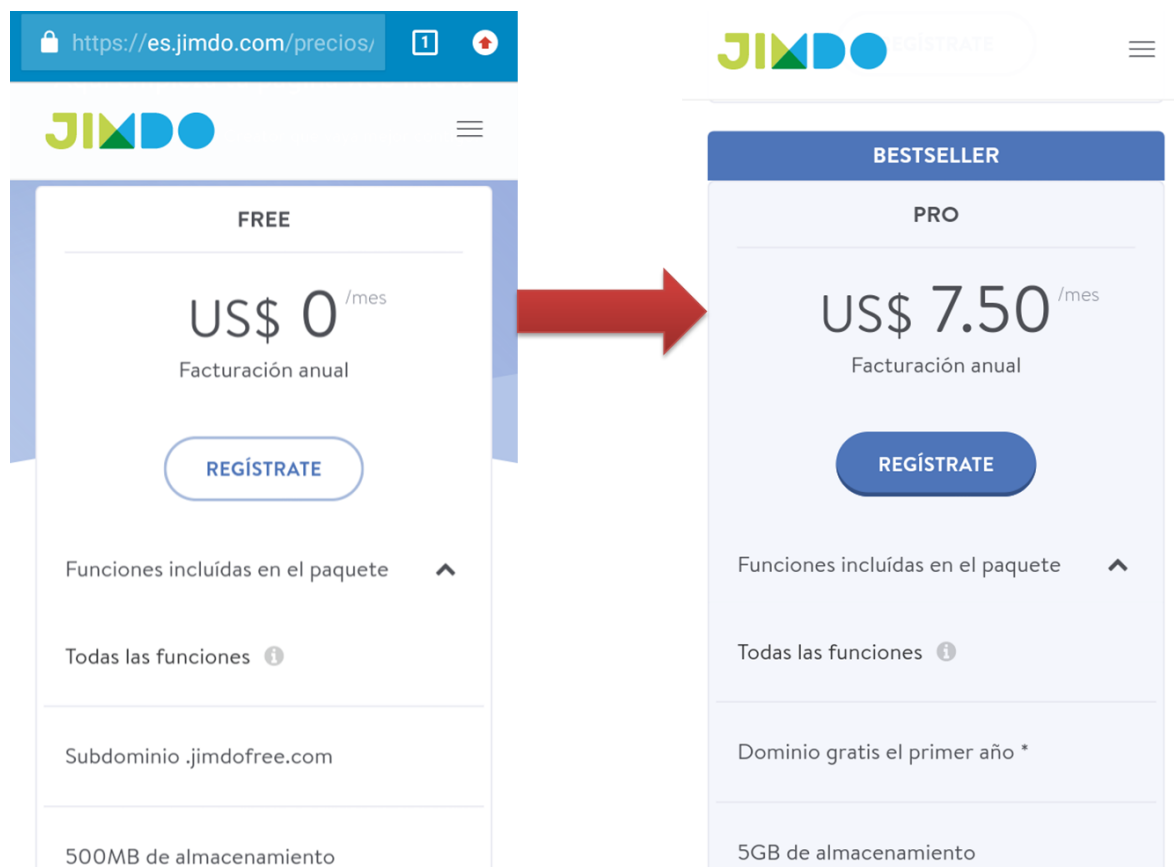 https://es.jimdo.com/precios/
1
JIMDO
FREE
US$ 0 /mes
Facturación anual
REGÍSTRATE
Funciones incluídas en el paquete
Todas las funciones
Subdominio .jimdofree.com
500MB de almacenamiento
JIMDO
REGÍSTRATE
BESTSELLER
PRO
US$ 7.50 /mes
Facturación anual
REGÍSTRATE
Funciones incluídas en el paquete
Todas las funciones
Dominio gratis el primer año *
5GB de almacenamiento